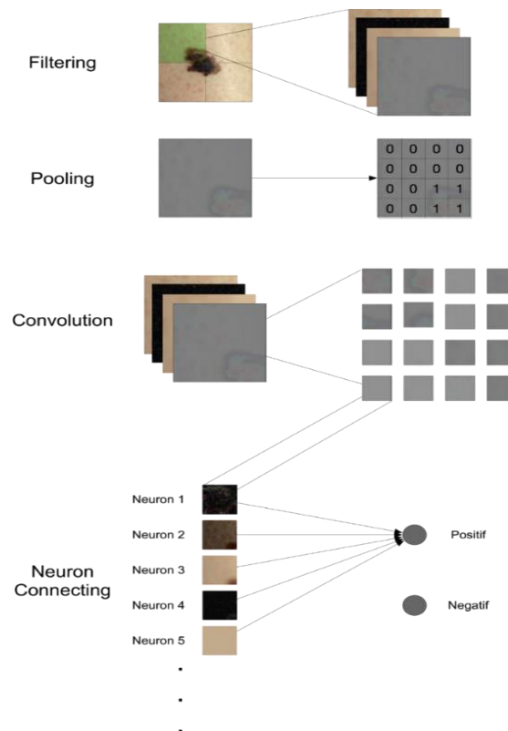 Filtering
Pooling
0 0 0 0
0 0 0 0
0 0 1 1
0 0 1 1
Convolution
Neuron 1
Neuron 2
Positif
Neuron 3
Neuron
Connecting
Neuron 4
Negatif
Neuron 5